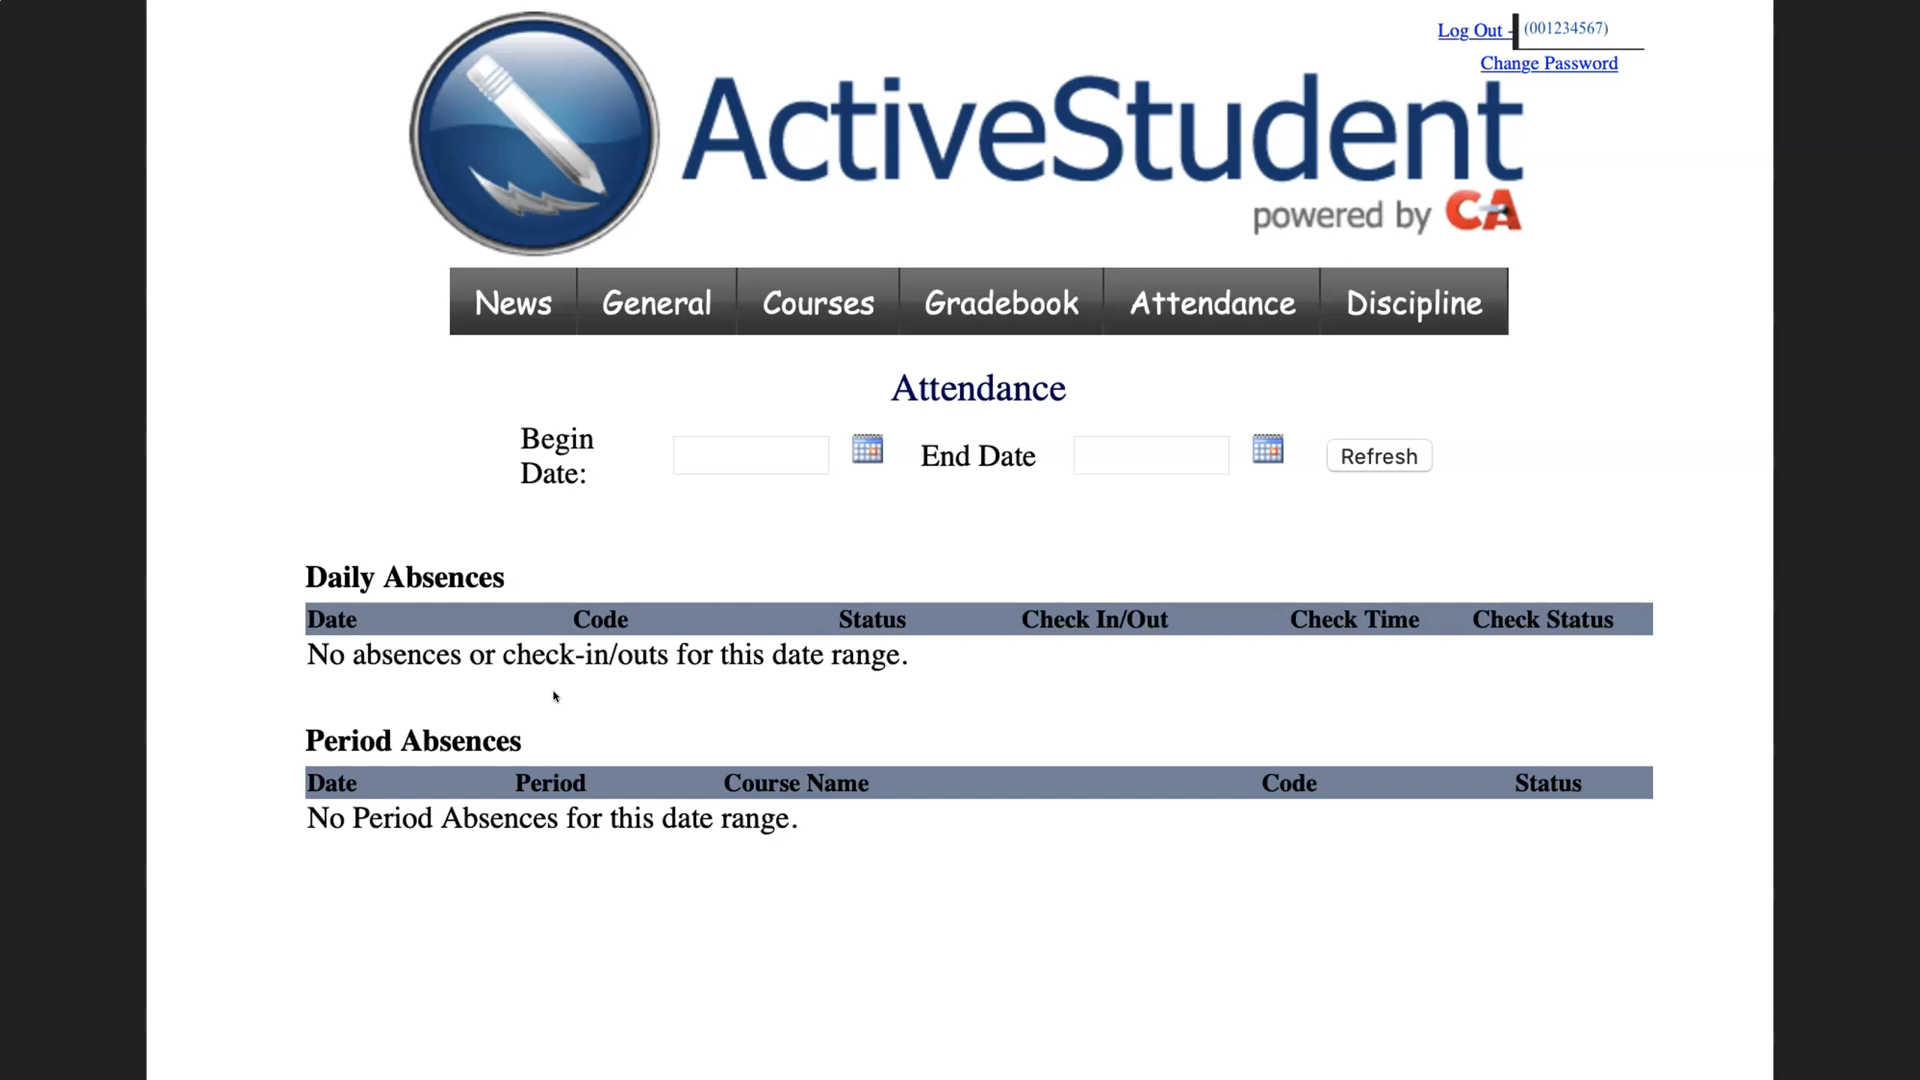 Log Out - (001234567)
Change Password
ActiveStudent
powered by CA
News General Courses Gradebook Attendance Discipline
Attendance
Begin
Date:
End Date
Refresh
Daily Absences
Date Code Status Check In/Out Check Time Check Status
No absences or check-in/outs for this date range.
Period Absences
Date Period Course Name Code Status
No Period Absences for this date range.